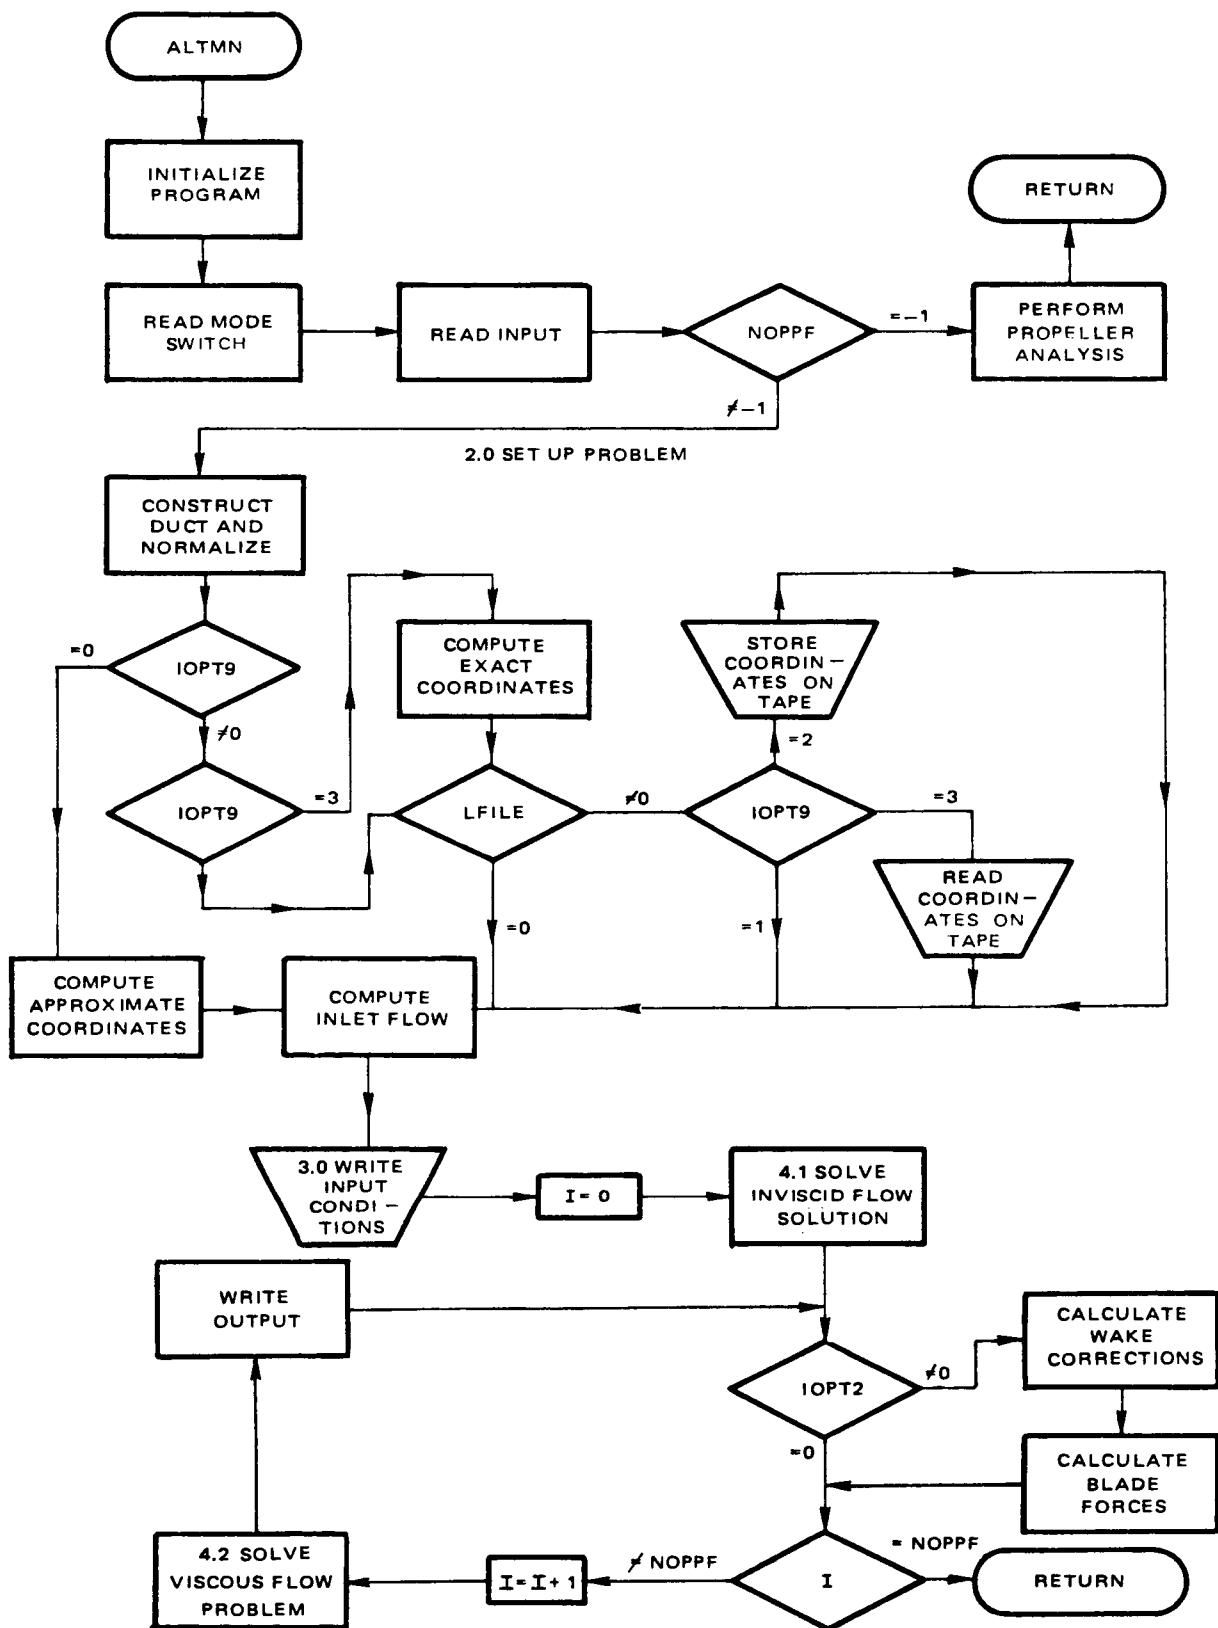 ALTMN
INITIALIZE
PROGRAM
RETURN
READ MODE
SWITCH
READ INPUT
NOPPF
=-1
PERFORM
PROPELLER
ANALYSIS
≠-1
2.0 SET UP PROBLEM
CONSTRUCT
DUCT AND
NORMALIZE
=0
IOPT9
≠0
IOPT9
=3
COMPUTE
EXACT
COORDINATES
LFILE
≠0
=0
STORE
COORDIN-
ATES ON
TAPE
=2
IOPT9
=3
=1
READ
COORDIN-
ATES ON
TAPE
COMPUTE
APPROXIMATE
COORDINATES
COMPUTE
INLET FLOW
3.0 WRITE
INPUT
CONDI-
TIONS
I = 0
4.1 SOLVE
INVISCID FLOW
SOLUTION
WRITE
OUTPUT
IOPT2
≠0
=0
CALCULATE
WAKE
CORRECTIONS
CALCULATE
BLADE
FORCES
4.2 SOLVE
VISCOUS FLOW
PROBLEM
I = I + 1
≠ NOPPF
I
= NOPPF
RETURN